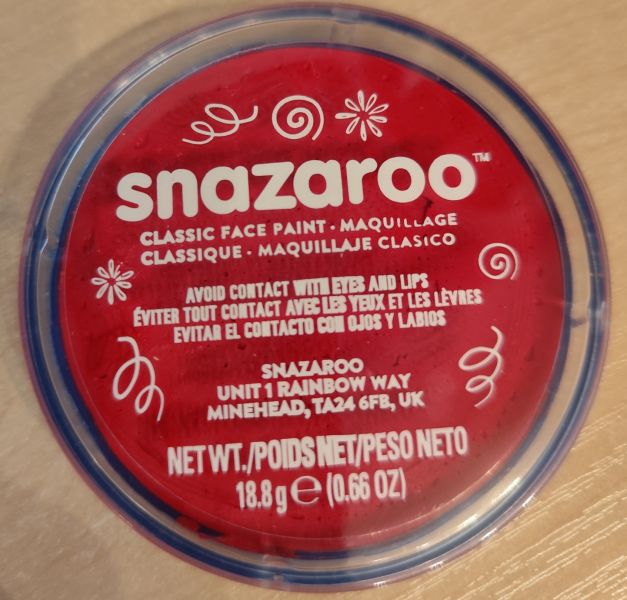 snazaroo™
CLASSIC FACE PAINT · MAQUILLAGE
CLASSIQUE · MAQUILLAJE CLASICO
AVOID CONTACT WITH EYES AND LIPS
ÉVITER TOUT CONTACT AVEC LES YEUX ET LES LÈVRES
EVITAR EL CONTACTO CON OJOS Y LABIOS
SNAZAROO
UNIT 1 RAINBOW WAY
MINEHEAD, TA24 6FB, UK
NET WT./POIDS NET/PESO NETO
18.8 g ℮ (0.66 OZ)